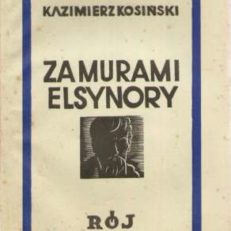 KAZIMIERZ KOSIŃSKI
ZA MURAMI
ELSYNORY
RÓJ